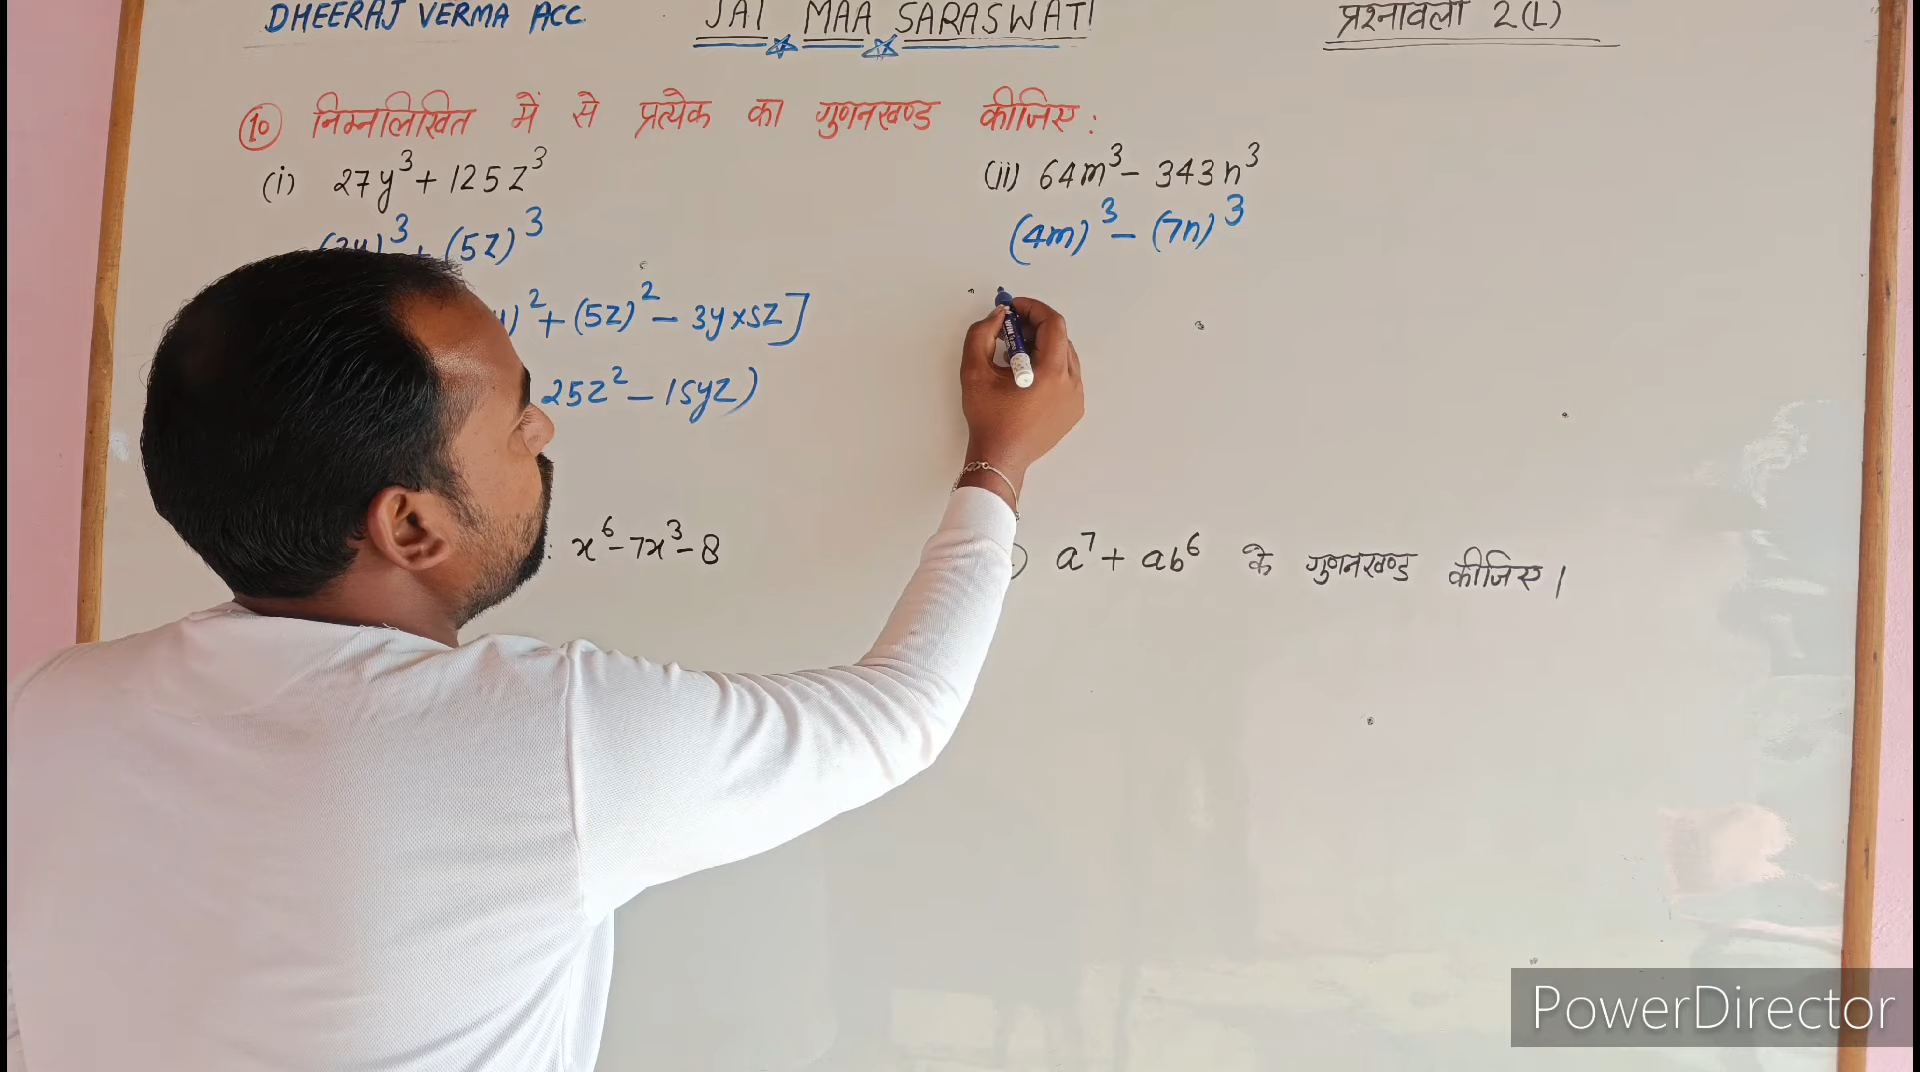 DHEERAJ VERMA ACC. JAI MAA SARASWATI प्रश्नावली 2(L)
(10) निम्नलिखित में से प्रत्येक का गुणनखण्ड कीजिए:
(i) 27y³ + 125z³
(3y)³ + (5z)³
)² + (5z)² - 3y×5z]
25z² - 15yz)
(ii) 64m³ - 343n³
(4m)³ - (7n)³
: x⁶ - 7x³ - 8
) a⁷ + ab⁶ के गुणनखण्ड कीजिए।
PowerDirector